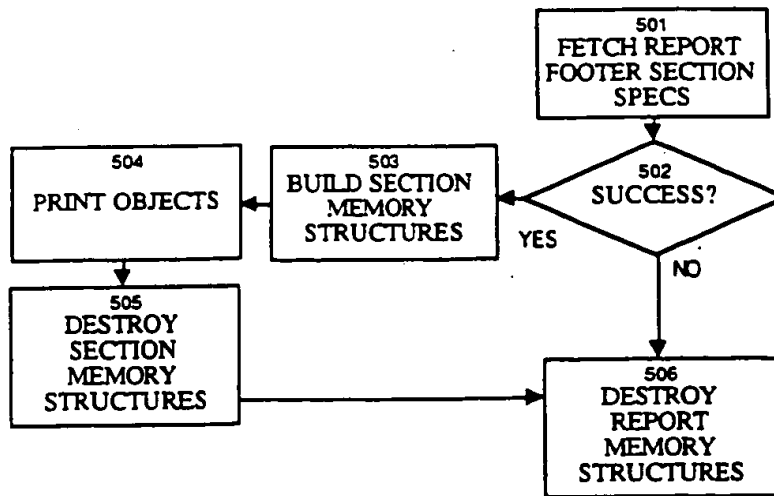 501
FETCH REPORT
FOOTER SECTION
SPECS
502
SUCCESS?
YES
NO
503
BUILD SECTION
MEMORY
STRUCTURES
504
PRINT OBJECTS
505
DESTROY
SECTION
MEMORY
STRUCTURES
506
DESTROY
REPORT
MEMORY
STRUCTURES